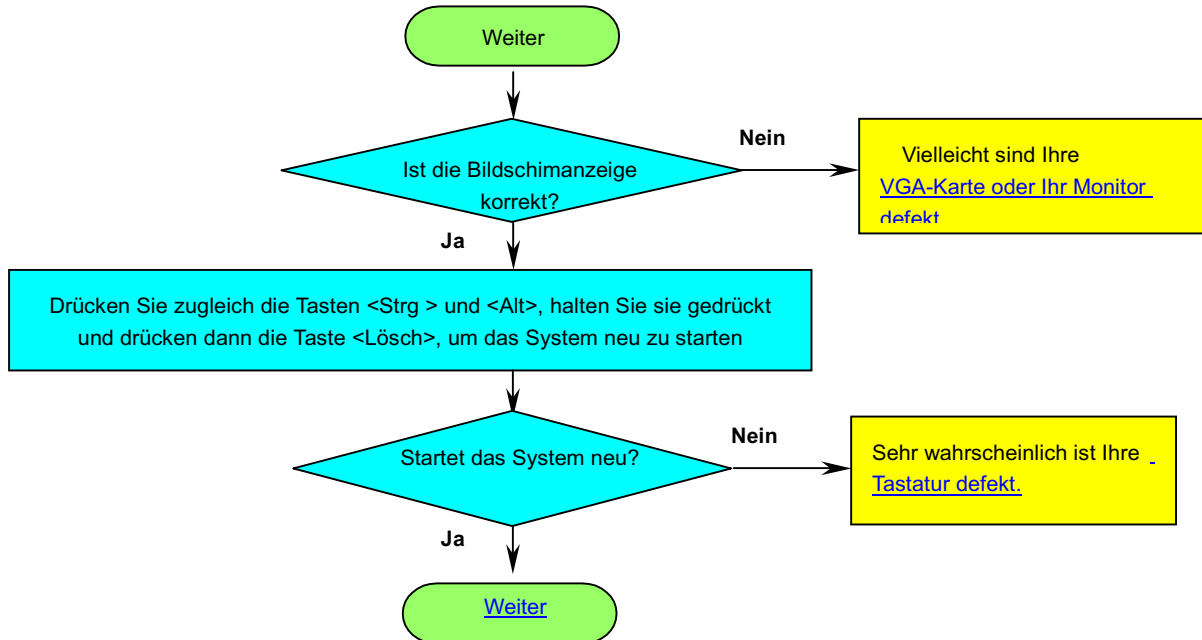 Weiter
Nein
Ist die Bildschimanzeige
korrekt?
Vielleicht sind Ihre
VGA-Karte oder Ihr Monitor
defekt
Ja
Drücken Sie zugleich die Tasten <Strg > und <Alt>, halten Sie sie gedrückt
und drücken dann die Taste <Lösch>, um das System neu zu starten
Nein
Startet das System neu?
Sehr wahrscheinlich ist Ihre
Tastatur defekt.
Ja
Weiter